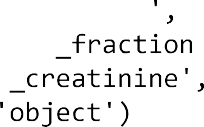 ',
_fraction
_creatinine',
'object')